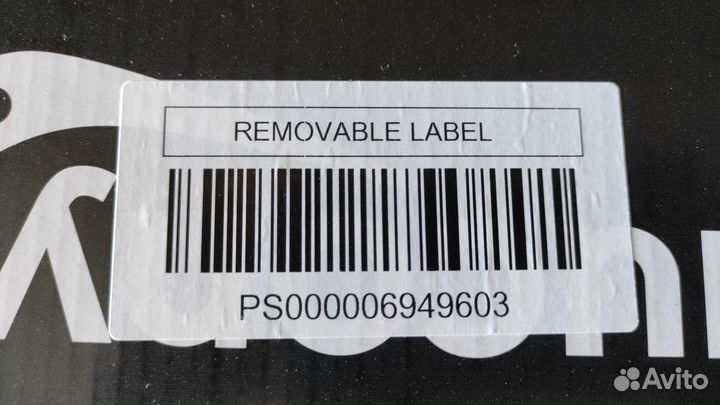 REMOVABLE LABEL
PS000006949603
Avito